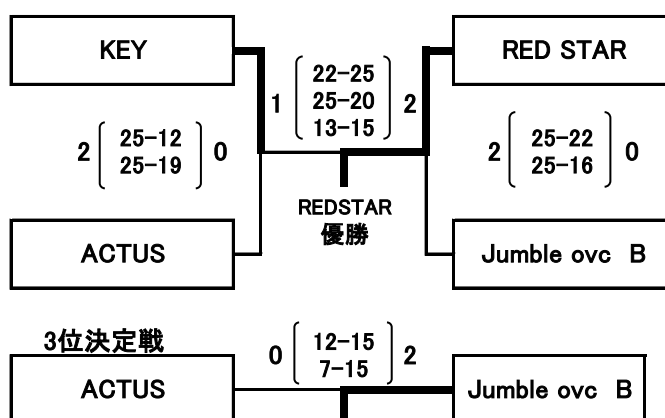 KEY
RED STAR
22-25
1 25-20 2
13-15
2 25-12 0
25-19
2 25-22 0
25-16
REDSTAR
優勝
ACTUS
Jumble ovc B
3位決定戦
12-15
0 2
7-15
ACTUS
Jumble ovc B